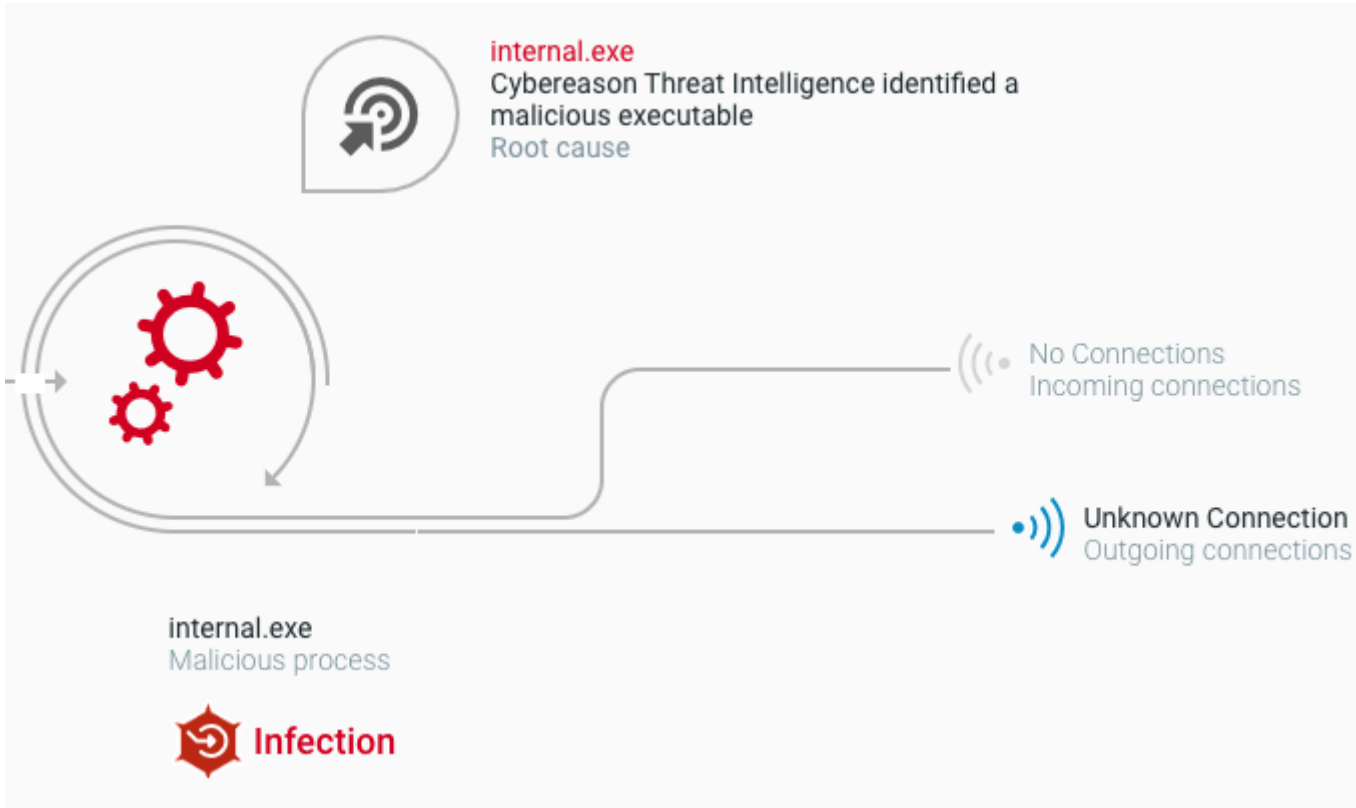 internal.exe
Cybereason Threat Intelligence identified a
malicious executable
Root cause
No Connections
Incoming connections
Unknown Connection
Outgoing connections
internal.exe
Malicious process
Infection